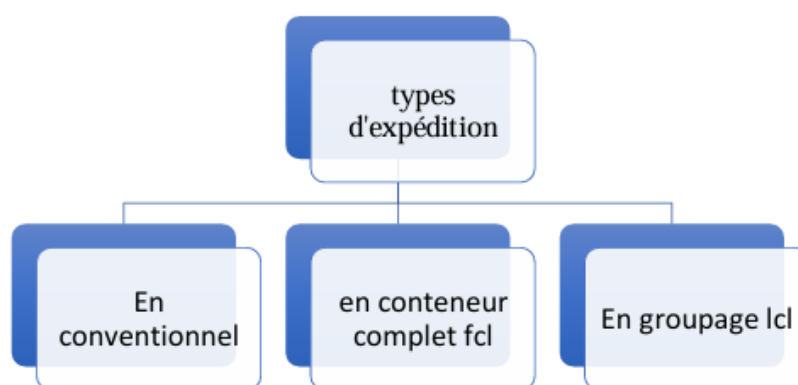 types
d'expédition
En
conventionnel
en conteneur
complet fcl
En groupage lcl